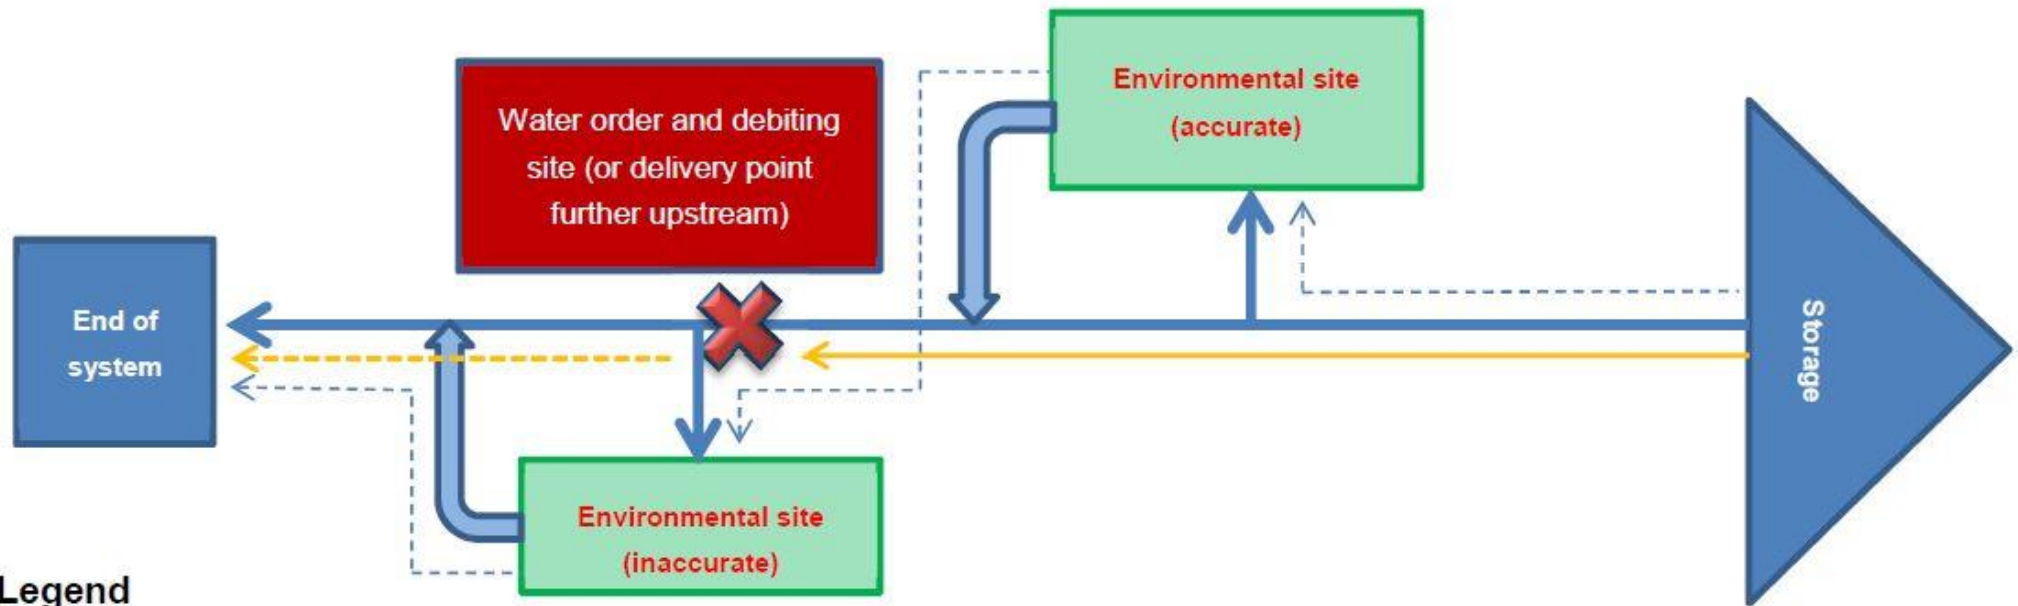 Environmental site
(accurate)
Water order and debiting
site (or delivery point
further upstream)
End of
system
Storage
Environmental site
(inaccurate)
Legend